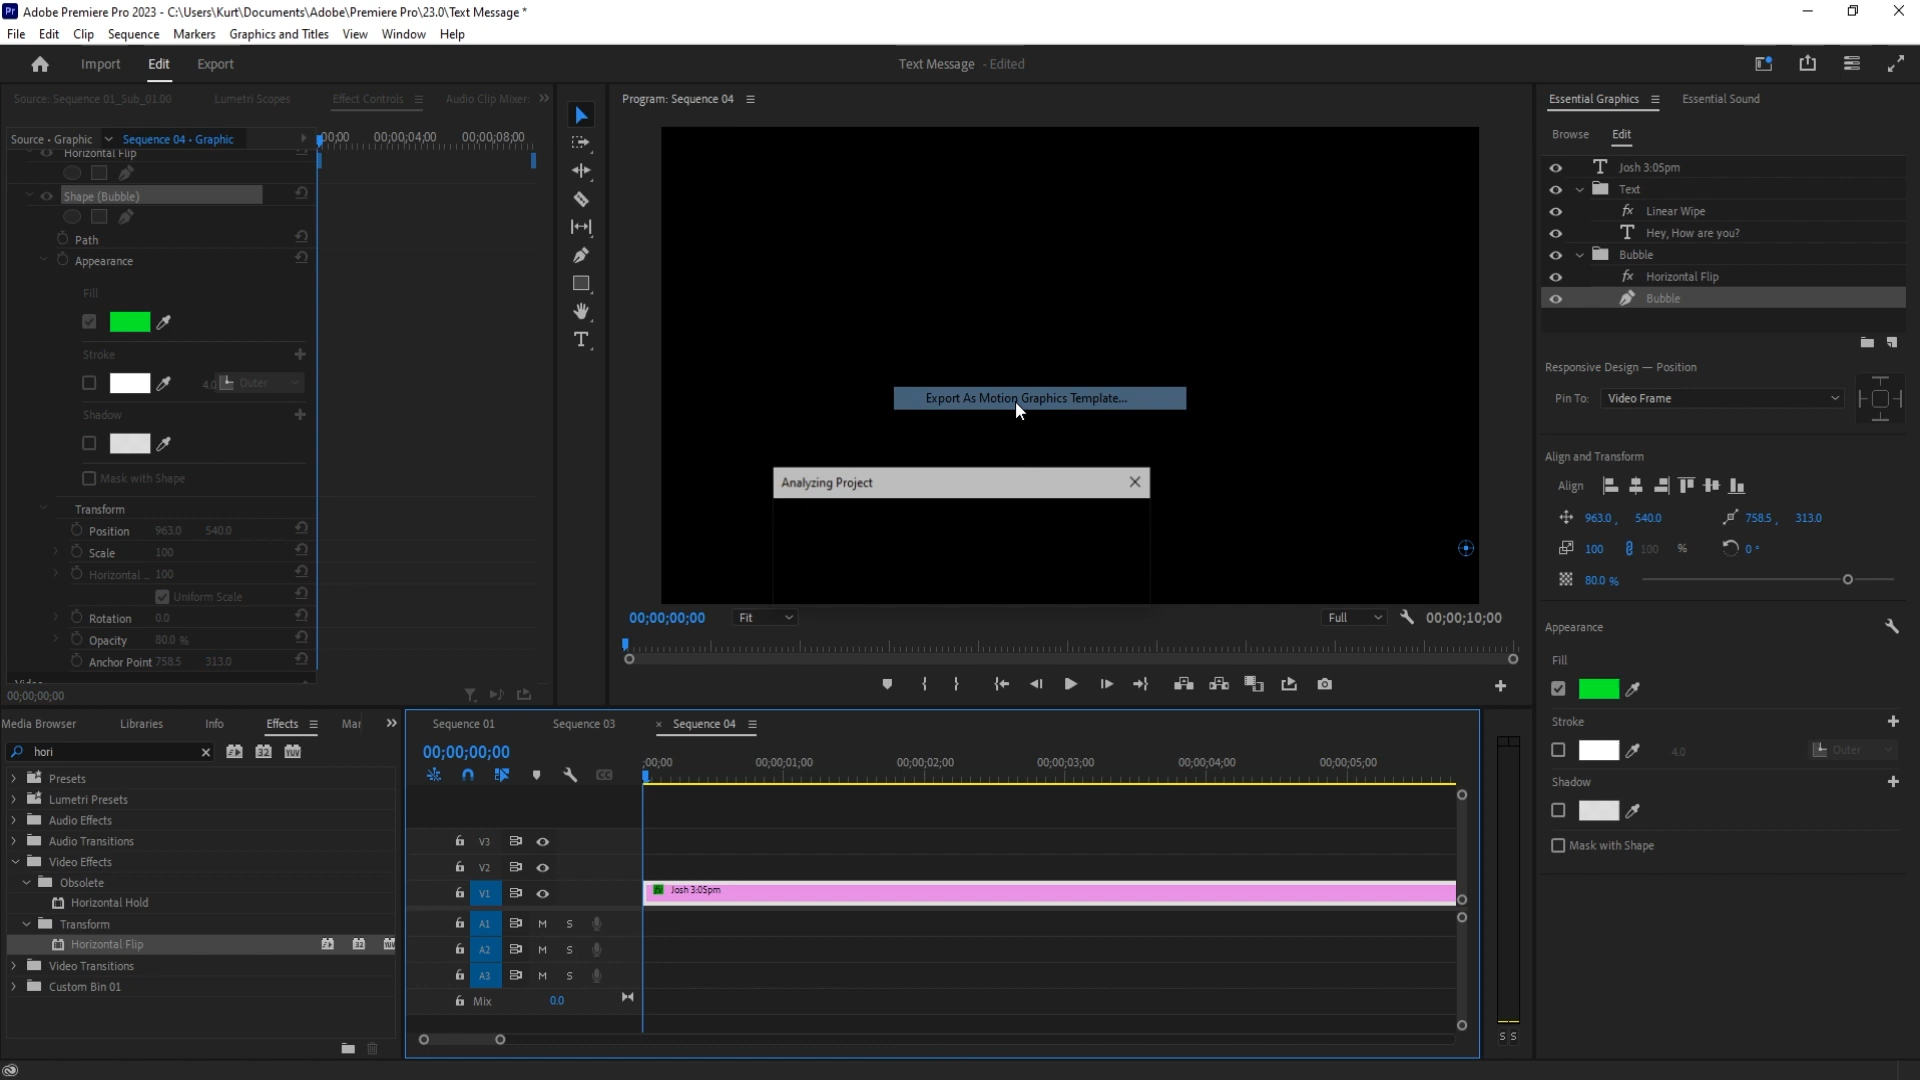 Adobe Premiere Pro 2023 - C:\Users\Kurt\Documents\Adobe\Premiere Pro\23.0\Text Message *
File Edit Clip Sequence Markers Graphics and Titles View Window Help
Import Edit Export
Text Message - Edited
Source: Sequence 01_Sub_01.00 Lumetri Scopes Effect Controls Audio Clip Mixer:
Source • Graphic Sequence 04 • Graphic
:00;00 00;00;04;00 00;00;08;00
Horizontal Flip
Shape (Bubble)
Path
Appearance
Fill
Stroke
4.0 Outer
Shadow
Mask with Shape
Transform
Position 963.0 540.0
Scale 100
Horizontal ... 100
Uniform Scale
Rotation 0.0
Opacity 80.0 %
Anchor Point 758.5 313.0
Video
00;00;00;00
Program: Sequence 04
Export As Motion Graphics Template...
Analyzing Project
00;00;00;00 Fit Full 00;00;10;00
Essential Graphics Essential Sound
Browse Edit
Josh 3:05pm
Text
Linear Wipe
Hey, How are you?
Bubble
Horizontal Flip
Bubble
Responsive Design — Position
Pin To: Video Frame
Align and Transform
Align
963.0 , 540.0 758.5 , 313.0
100 100 % 0 °
80.0 %
Appearance
Fill
Stroke
4.0 Outer
Shadow
Mask with Shape
Media Browser Libraries Info Effects Mar
hori
Presets
Lumetri Presets
Audio Effects
Audio Transitions
Video Effects
Obsolete
Horizontal Hold
Transform
Horizontal Flip
Video Transitions
Custom Bin 01
Sequence 01 Sequence 03 × Sequence 04
00;00;00;00
:00;00 00;00;01;00 00;00;02;00 00;00;03;00 00;00;04;00 00;00;05;00
V3
V2
V1 Josh 3:05pm
A1 M S
A2 M S
A3 M S
Mix 0.0
S S